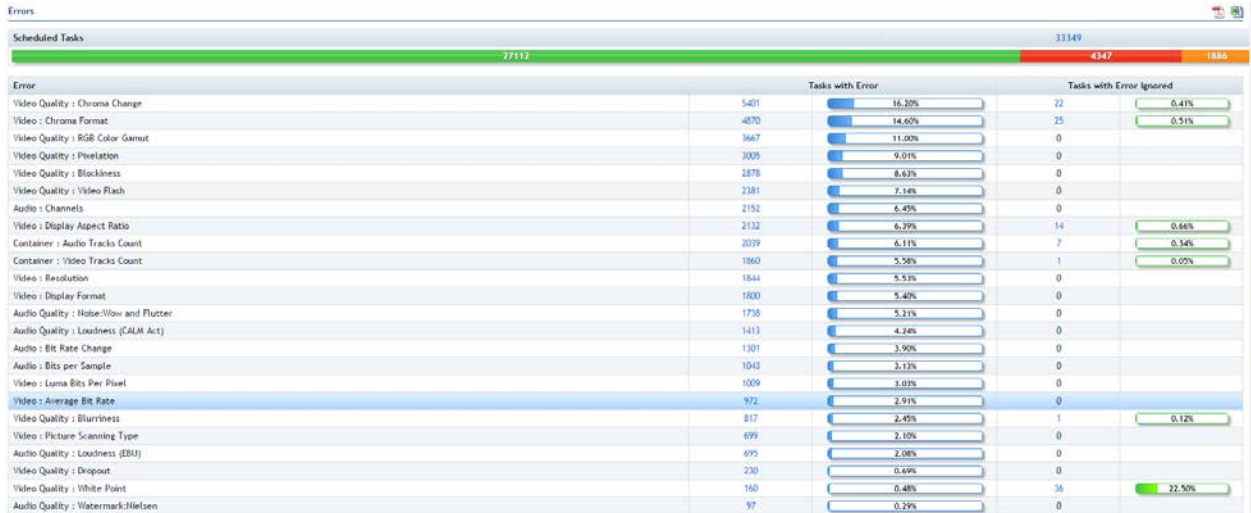 Errors
Scheduled Tasks 33349
27112 4347 1886
Error Tasks with Error Tasks with Error Ignored
Video Quality : Chroma Change 5401 16.20% 22 0.41%
Video : Chroma Format 4870 14.60% 25 0.51%
Video Quality : RGB Color Gamut 3667 11.00% 0
Video Quality : Pixelation 3005 9.01% 0
Video Quality : Blockiness 2878 8.63% 0
Video Quality : Video Flash 2381 7.14% 0
Audio : Channels 2152 6.45% 0
Video : Display Aspect Ratio 2132 6.39% 14 0.66%
Container : Audio Tracks Count 2039 6.11% 7 0.34%
Container : Video Tracks Count 1860 5.58% 1 0.05%
Video : Resolution 1844 5.53% 0
Video : Display Format 1800 5.40% 0
Audio Quality : Noise:Wow and Flutter 1738 5.21% 0
Audio Quality : Loudness (CALM Act) 1413 4.24% 0
Audio : Bit Rate Change 1301 3.90% 0
Audio : Bits per Sample 1043 3.13% 0
Video : Luma Bits Per Pixel 1009 3.03% 0
Video : Average Bit Rate 972 2.91% 0
Video Quality : Blurriness 817 2.45% 1 0.12%
Video : Picture Scanning Type 699 2.10% 0
Audio Quality : Loudness (EBU) 695 2.08% 0
Video Quality : Dropout 230 0.69% 0
Video Quality : White Point 160 0.48% 36 22.50%
Audio Quality : Watermark:Nielsen 97 0.29% 0